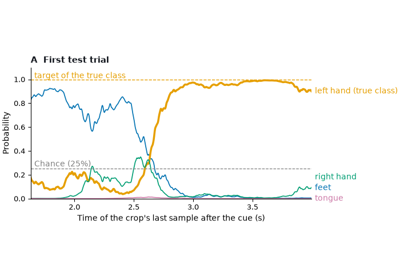 A First test trial
target of the true class
left hand (true class)
Chance (25%)
right hand
feet
tongue
Probability
1.0
0.8
0.6
0.4
0.2
0.0
2.0 2.5 3.0 3.5
Time of the crop's last sample after the cue (s)